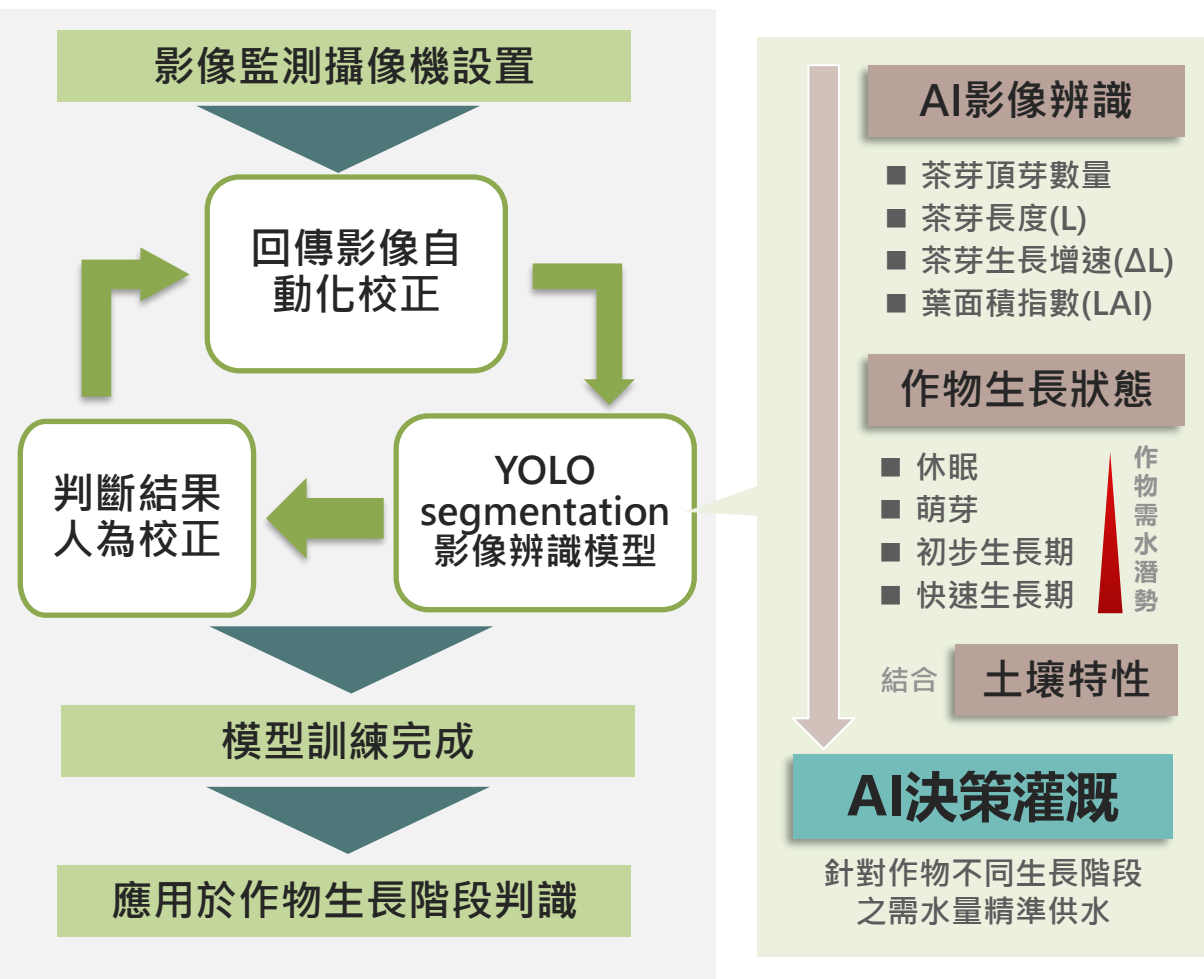 影像監測攝像機設置
回傳影像自
動化校正
YOLO
segmentation
影像辨識模型
判斷結果
人為校正
模型訓練完成
應用於作物生長階段判識
AI影像辨識
■ 茶芽頂芽數量
■ 茶芽長度(L)
■ 茶芽生長增速(ΔL)
■ 葉面積指數(LAI)
作物生長狀態
■ 休眠
■ 萌芽
■ 初步生長期
■ 快速生長期
作
物
需
水
潛
勢
結合
土壤特性
AI決策灌溉
針對作物不同生長階段
之需水量精準供水